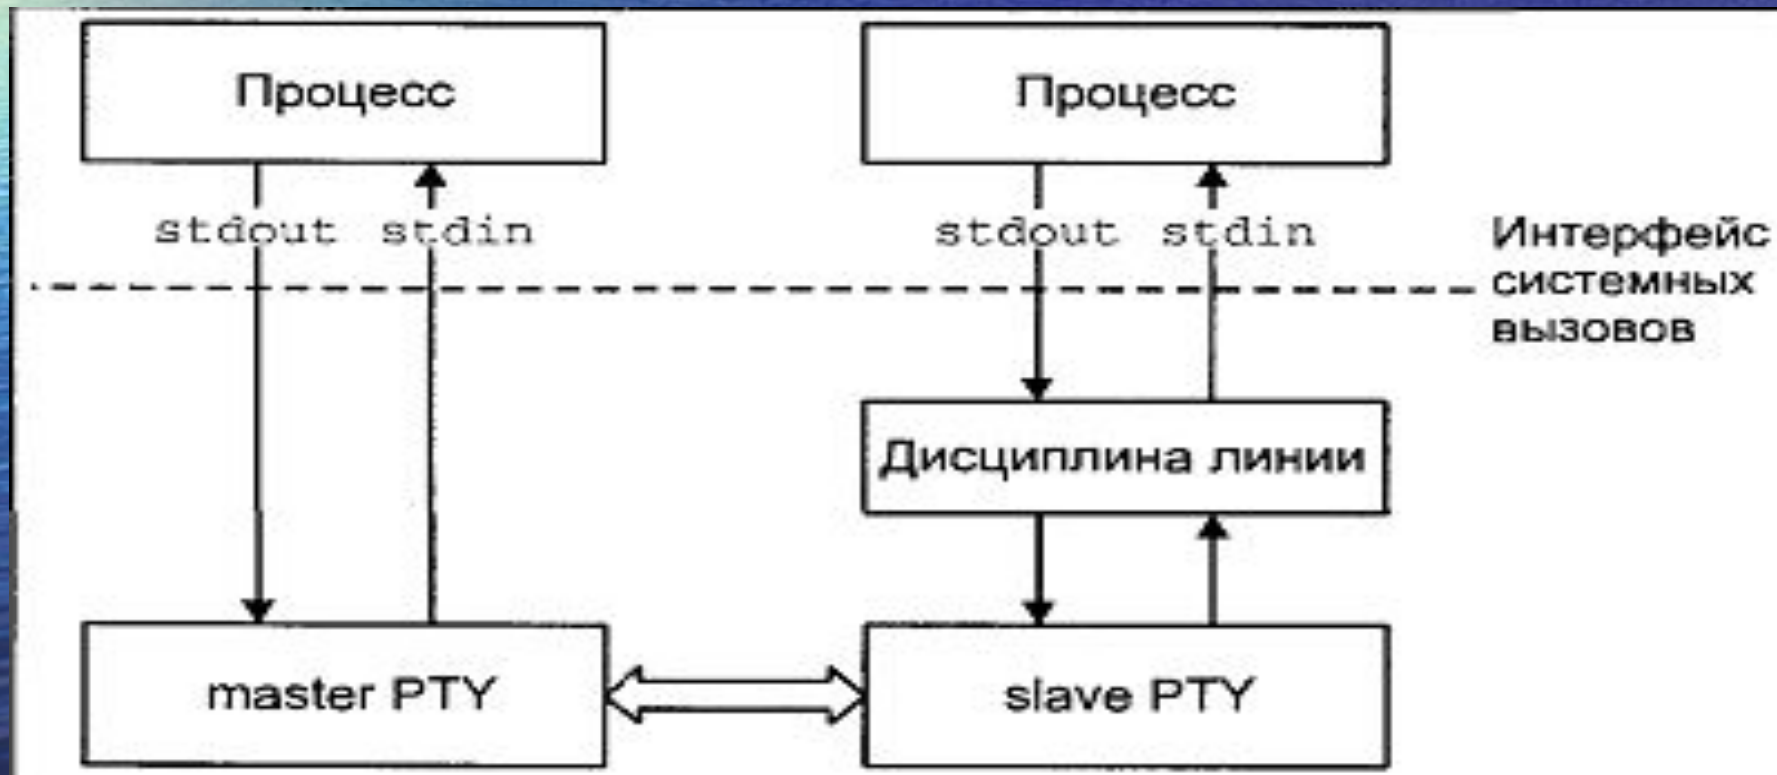 Процесс
Процесс
stdout stdin
stdout stdin
Интерфейс
системных
вызовов
Дисциплина линии
master PTY
slave PTY